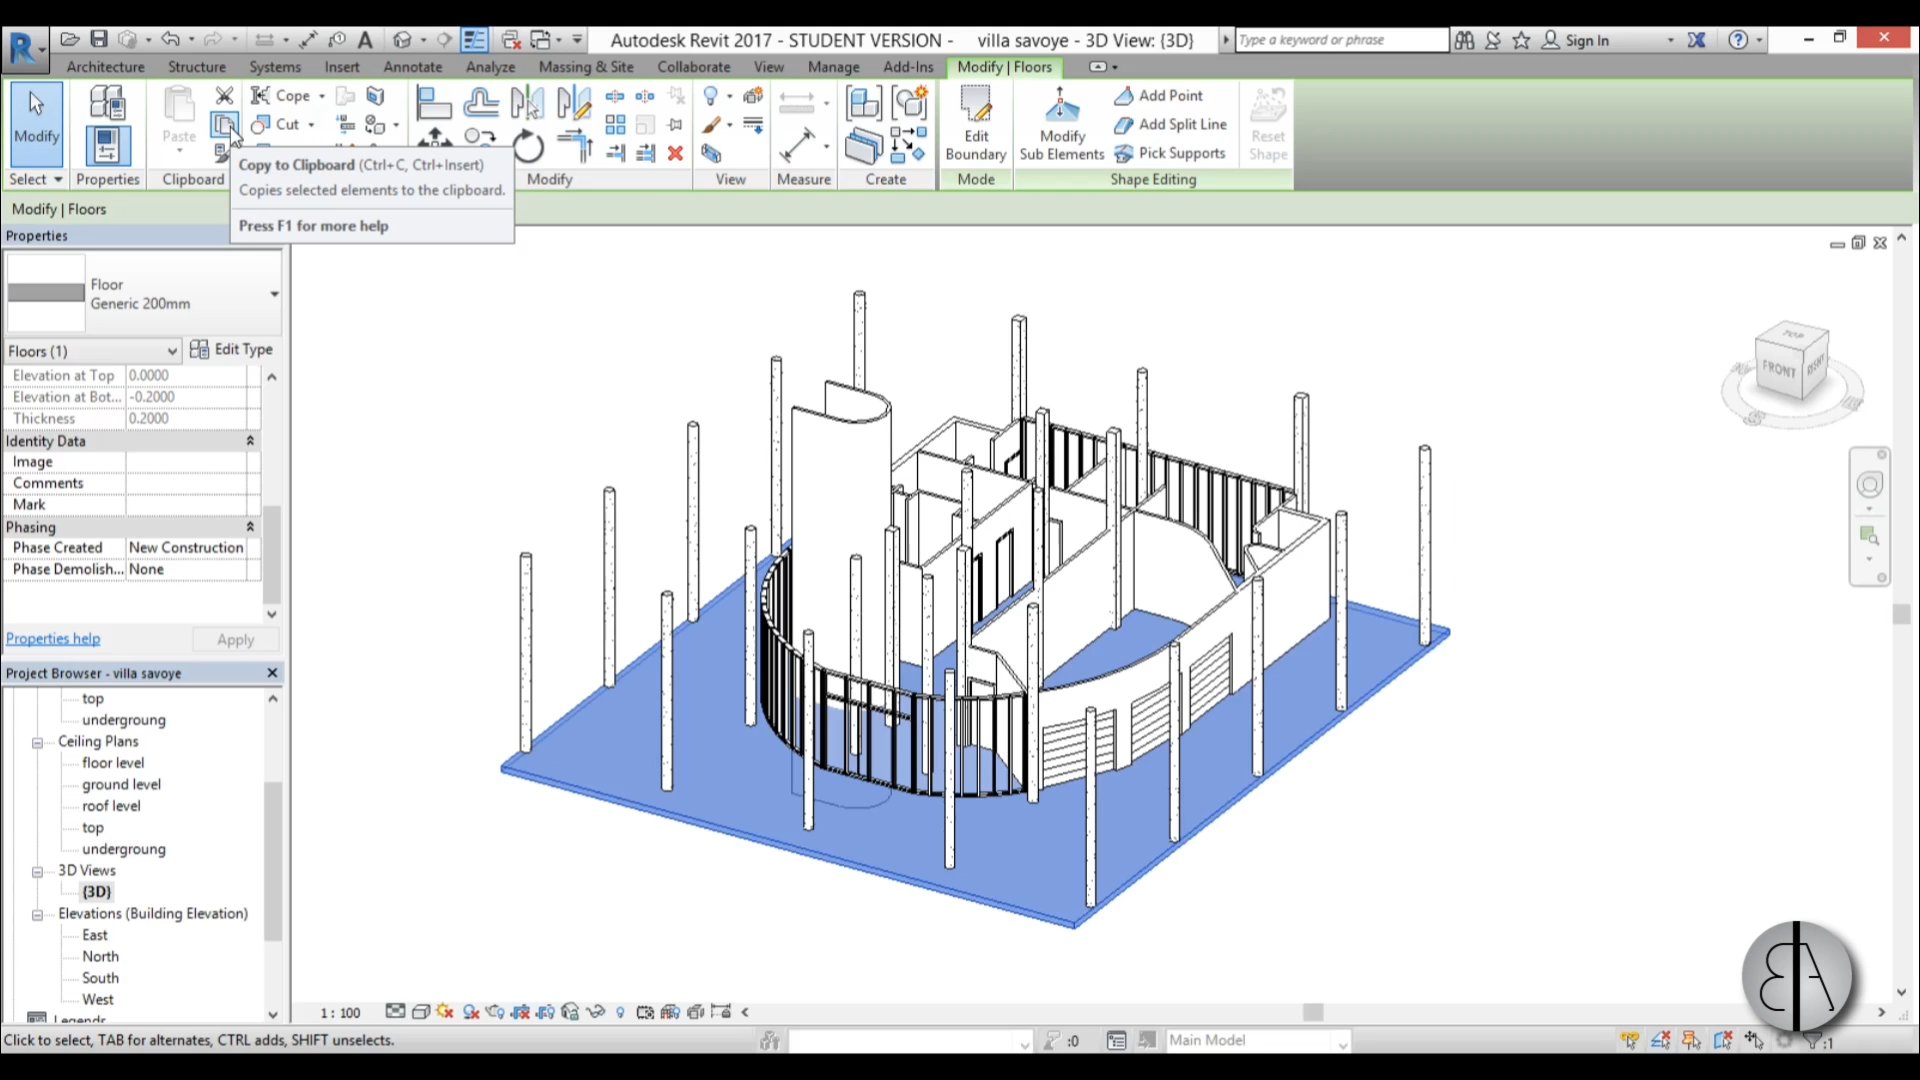 Autodesk Revit 2017 - STUDENT VERSION - villa savoye - 3D View: {3D}
Type a keyword or phrase
Sign In
Architecture Structure Systems Insert Annotate Analyze Massing & Site Collaborate View Manage Add-Ins Modify | Floors
Modify
Paste
Cope
Cut
Edit Boundary
Modify Sub Elements
Add Point
Add Split Line
Pick Supports
Reset Shape
Select Properties Clipboard Modify View Measure Create Mode Shape Editing
Copy to Clipboard (Ctrl+C, Ctrl+Insert)
Copies selected elements to the clipboard.
Press F1 for more help
Modify | Floors
Properties
Floor
Generic 200mm
Floors (1) Edit Type
Elevation at Top 0.0000
Elevation at Bot... -0.2000
Thickness 0.2000
Identity Data
Image
Comments
Mark
Phasing
Phase Created New Construction
Phase Demolish... None
Properties help Apply
Project Browser - villa savoye
top
undergroung
Ceiling Plans
floor level
ground level
roof level
top
undergroung
3D Views
{3D}
Elevations (Building Elevation)
East
North
South
West
Legends
TOP
FRONT
RIGHT
1 : 100
Click to select, TAB for alternates, CTRL adds, SHIFT unselects.
:0
Main Model
:1